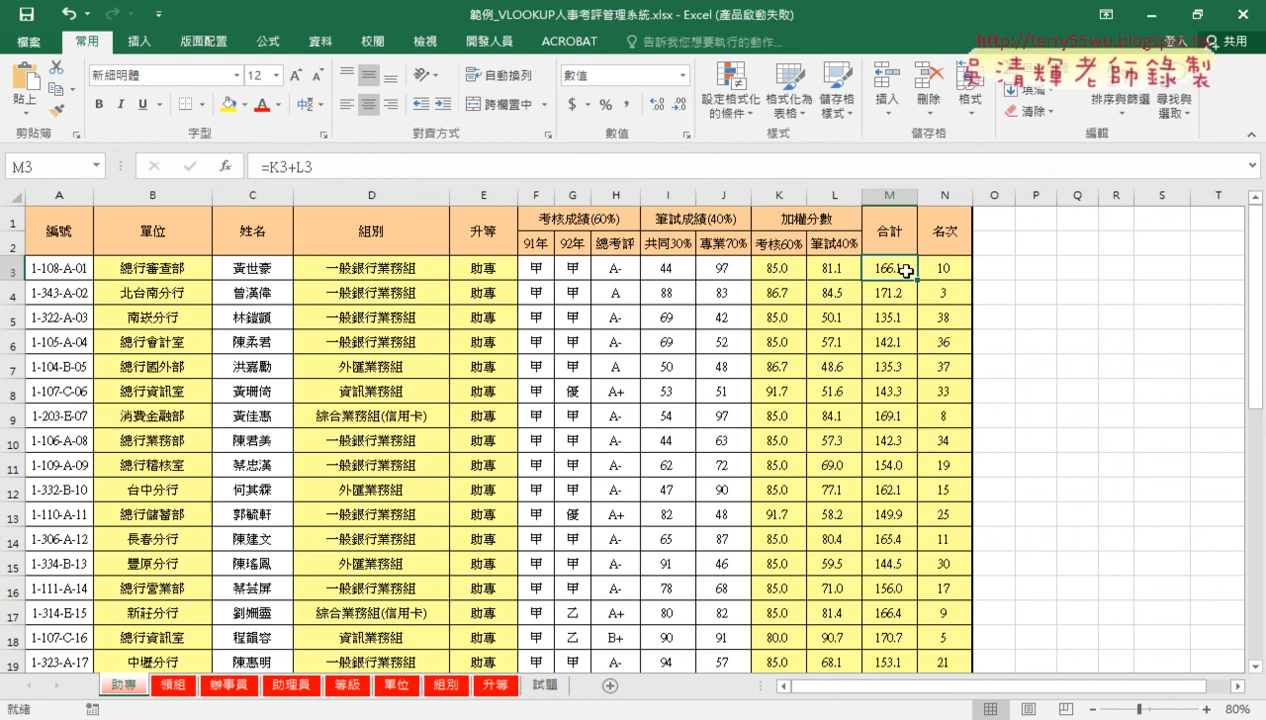 範例_VLOOKUP人事考評管理系統.xlsx - Excel (產品啟動失敗)
檔案 常用 插入 版面配置 公式 資料 校閱 檢視 開發人員 ACROBAT 告訴我您想要執行的動作... 登入 共用
http://terry55wu.blogspot.tw
吳清輝老師錄製
貼上 新細明體 12 自動換列 數值 設定格式化的條件 格式化為表格 儲存格樣式 插入 刪除 格式 填滿 排序與篩選 尋找與選取
B I U 跨欄置中 $ % 清除
剪貼簿 字型 對齊方式 數值 樣式 儲存格 編輯
M3 fx =K3+L3
A B C D E F G H I J K L M N O P Q R S T
1 編號 單位 姓名 組別 升等 考核成績(60%) 筆試成績(40%) 加權分數 合計 名次
2 91年 92年 總考評 共同30% 專業70% 考核60% 筆試40%
3 1-108-A-01 總行審查部 黃世豪 一般銀行業務組 助專 甲 甲 A- 44 97 85.0 81.1 166.1 10
4 1-343-A-02 北台南分行 曾漢偉 一般銀行業務組 助專 甲 甲 A 88 83 86.7 84.5 171.2 3
5 1-322-A-03 南崁分行 林鎧顗 一般銀行業務組 助專 甲 甲 A- 69 42 85.0 50.1 135.1 38
6 1-105-A-04 總行會計室 陳柔君 一般銀行業務組 助專 甲 甲 A- 69 52 85.0 57.1 142.1 36
7 1-104-B-05 總行國外部 洪嘉勵 外匯業務組 助專 甲 甲 A 50 48 86.7 48.6 135.3 37
8 1-107-C-06 總行資訊室 黃珊倚 資訊業務組 助專 甲 優 A+ 53 51 91.7 51.6 143.3 33
9 1-203-E-07 消費金融部 黃佳惠 綜合業務組(信用卡) 助專 甲 甲 A- 54 97 85.0 84.1 169.1 8
10 1-106-A-08 總行業務部 陳君美 一般銀行業務組 助專 甲 甲 A- 44 63 85.0 57.3 142.3 34
11 1-109-A-09 總行稽核室 蔡忠漢 一般銀行業務組 助專 甲 甲 A- 62 72 85.0 69.0 154.0 19
12 1-332-B-10 台中分行 何其霖 外匯業務組 助專 甲 甲 A- 47 90 85.0 77.1 162.1 15
13 1-110-A-11 總行儲蓄部 郭毓軒 一般銀行業務組 助專 甲 優 A+ 82 48 91.7 58.2 149.9 25
14 1-306-A-12 長春分行 陳建文 一般銀行業務組 助專 甲 甲 A- 65 87 85.0 80.4 165.4 11
15 1-334-B-13 豐原分行 陳瑤鳳 外匯業務組 助專 甲 甲 A- 91 46 85.0 59.5 144.5 30
16 1-111-A-14 總行營業部 蔡芸屏 一般銀行業務組 助專 甲 甲 A- 78 68 85.0 71.0 156.0 17
17 1-314-E-15 新莊分行 劉姍靈 綜合業務組(信用卡) 助專 甲 乙 A+ 80 82 85.0 81.4 166.4 9
18 1-107-C-16 總行資訊室 程韻容 資訊業務組 助專 甲 乙 B+ 90 91 80.0 90.7 170.7 5
19 1-323-A-17 中壢分行 陳惠明 一般銀行業務組 助專 甲 甲 A- 94 57 85.0 68.1 153.1 21
助專 領組 辦事員 助理員 等級 單位 組別 升等 試題
就緒 80%